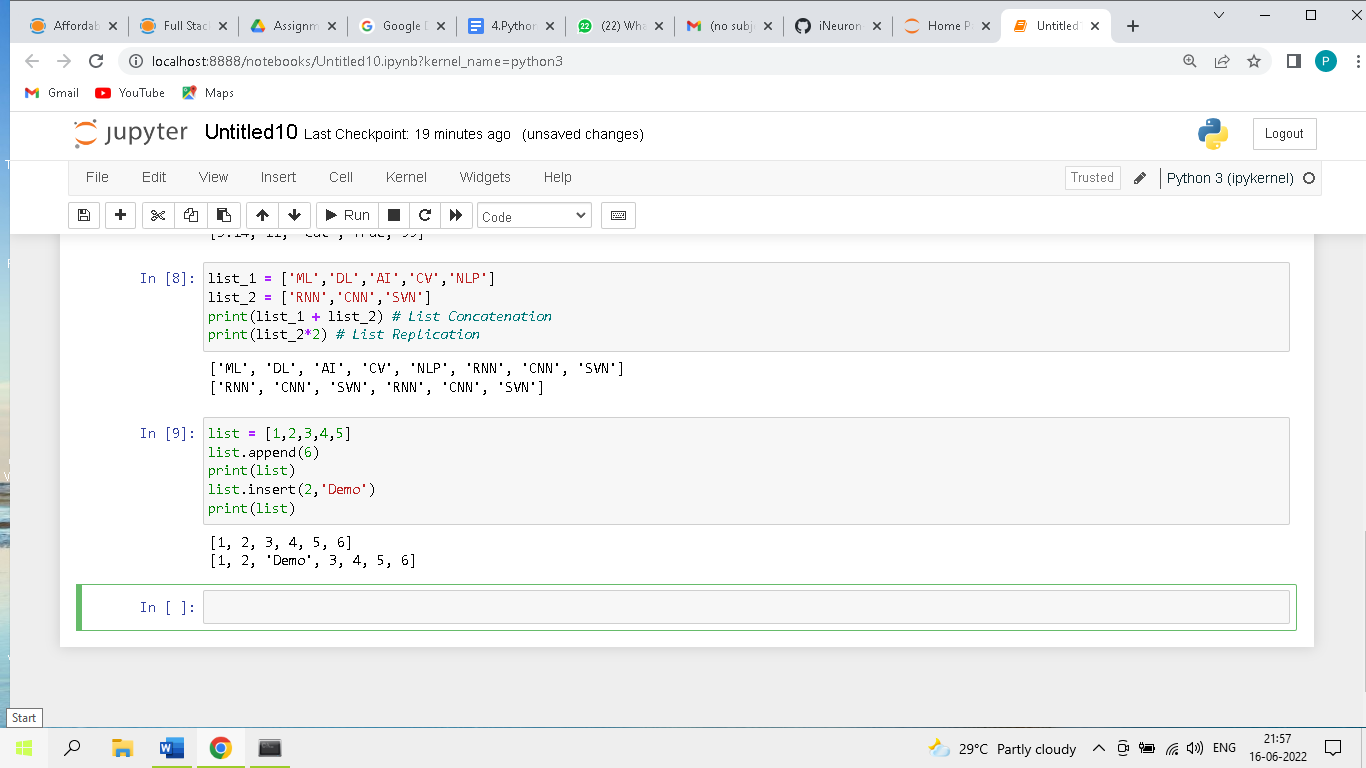 Affordab
Full Stac
Assignm
Google D
4.Python
(22) Wha
(no subj
iNeuron
Home P
Untitled
localhost:8888/notebooks/Untitled10.ipynb?kernel_name=python3
P
Gmail YouTube Maps
jupyter Untitled10 Last Checkpoint: 19 minutes ago (unsaved changes) Logout
File Edit View Insert Cell Kernel Widgets Help Trusted Python 3 (ipykernel)
Run Code
In [8]: list_1 = ['ML','DL','AI','CV','NLP']
list_2 = ['RNN','CNN','SVN']
print(list_1 + list_2) # List Concatenation
print(list_2*2) # List Replication
['ML', 'DL', 'AI', 'CV', 'NLP', 'RNN', 'CNN', 'SVN']
['RNN', 'CNN', 'SVN', 'RNN', 'CNN', 'SVN']
In [9]: list = [1,2,3,4,5]
list.append(6)
print(list)
list.insert(2,'Demo')
print(list)
[1, 2, 3, 4, 5, 6]
[1, 2, 'Demo', 3, 4, 5, 6]
In [ ]:
Start
29°C Partly cloudy ENG 21:57
16-06-2022